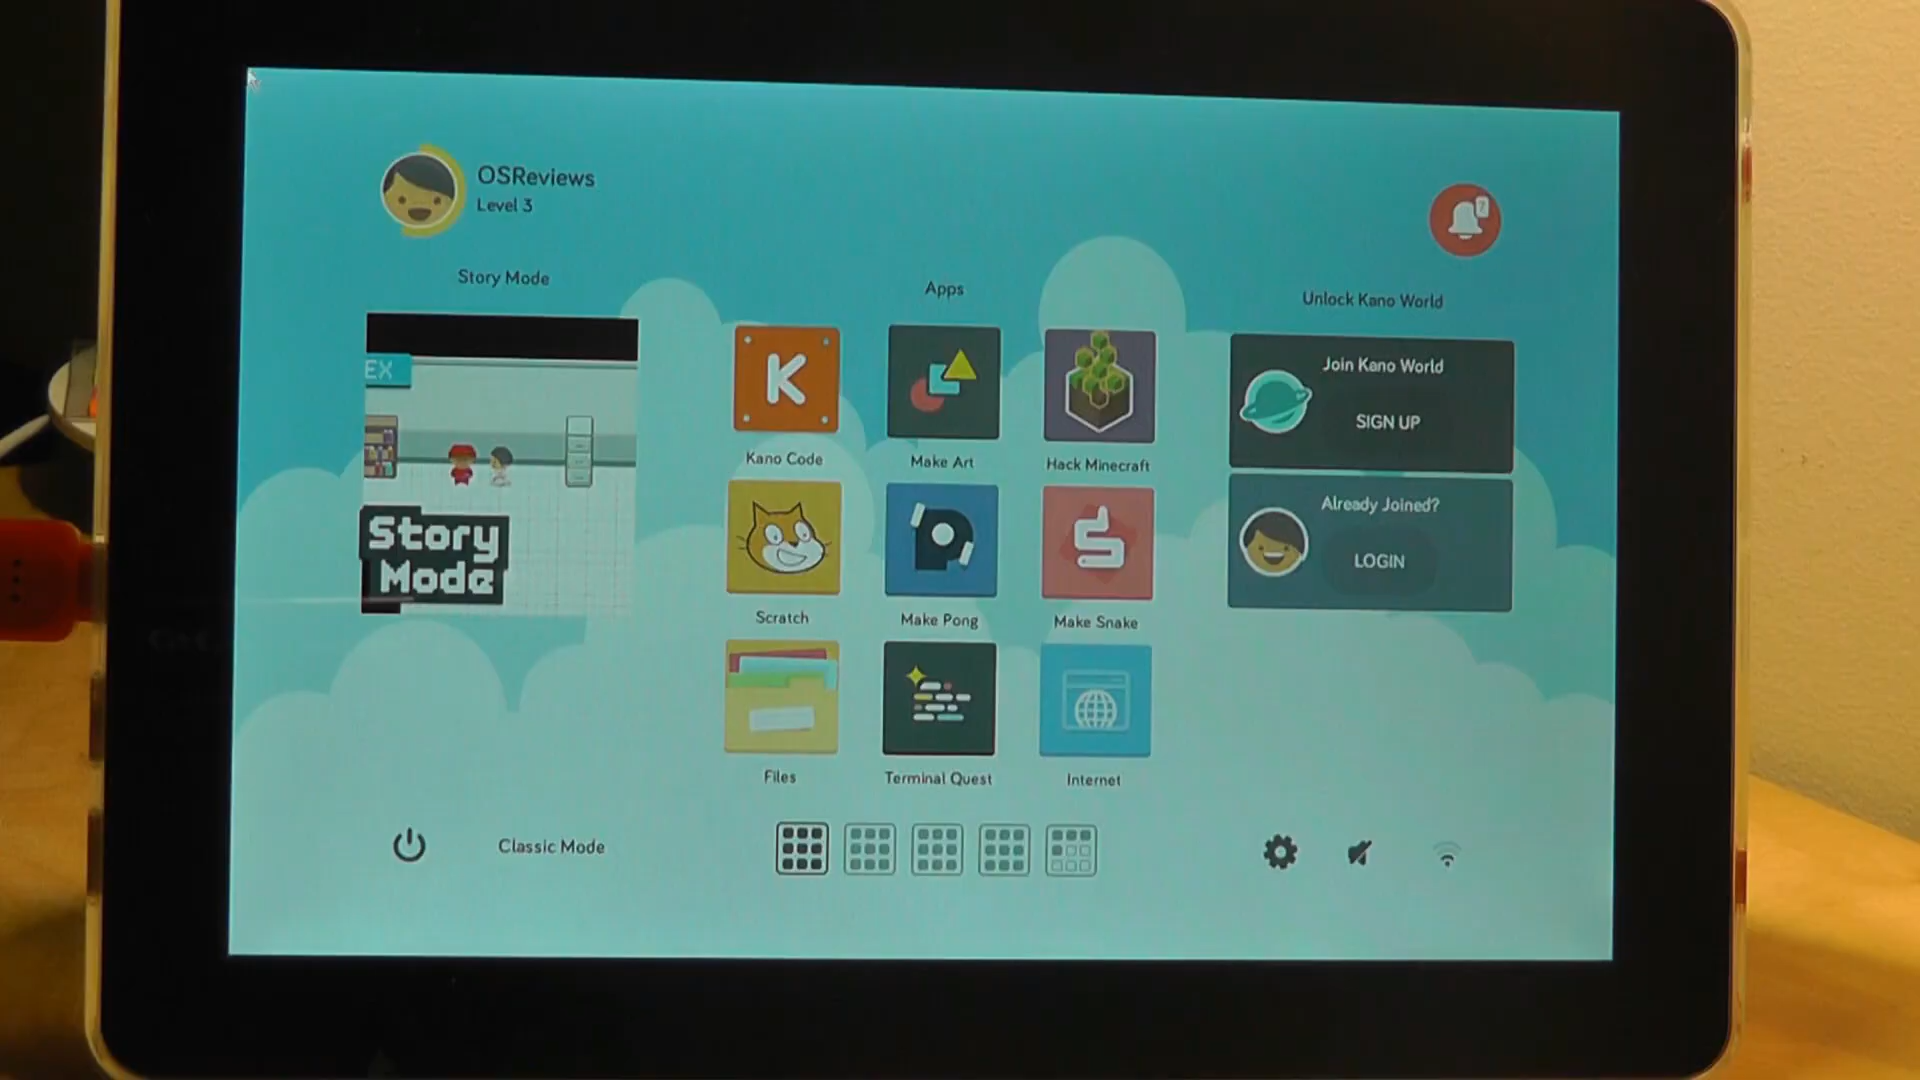 OSReviews
Level 3
Story Mode
EX
Story
Mode
Apps
K
Kano Code
Make Art
Hack Minecraft
Scratch
Make Pong
Make Snake
Files
Terminal Quest
Internet
Unlock Kano World
Join Kano World
SIGN UP
Already Joined?
LOGIN
Classic Mode